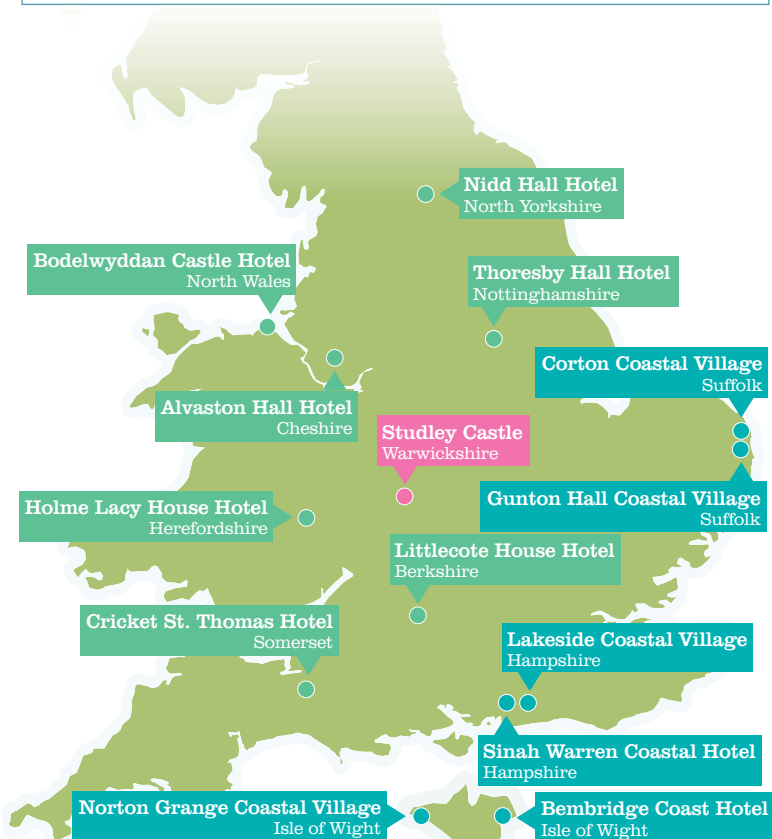 Nidd Hall Hotel
North Yorkshire
Bodelwyddan Castle Hotel
North Wales
Thoresby Hall Hotel
Nottinghamshire
Corton Coastal Village
Suffolk
Alvaston Hall Hotel
Cheshire
Studley Castle
Warwickshire
Gunton Hall Coastal Village
Suffolk
Holme Lacy House Hotel
Herefordshire
Littlecote House Hotel
Berkshire
Cricket St. Thomas Hotel
Somerset
Lakeside Coastal Village
Hampshire
Sinah Warren Coastal Hotel
Hampshire
Norton Grange Coastal Village
Isle of Wight
Bembridge Coast Hotel
Isle of Wight